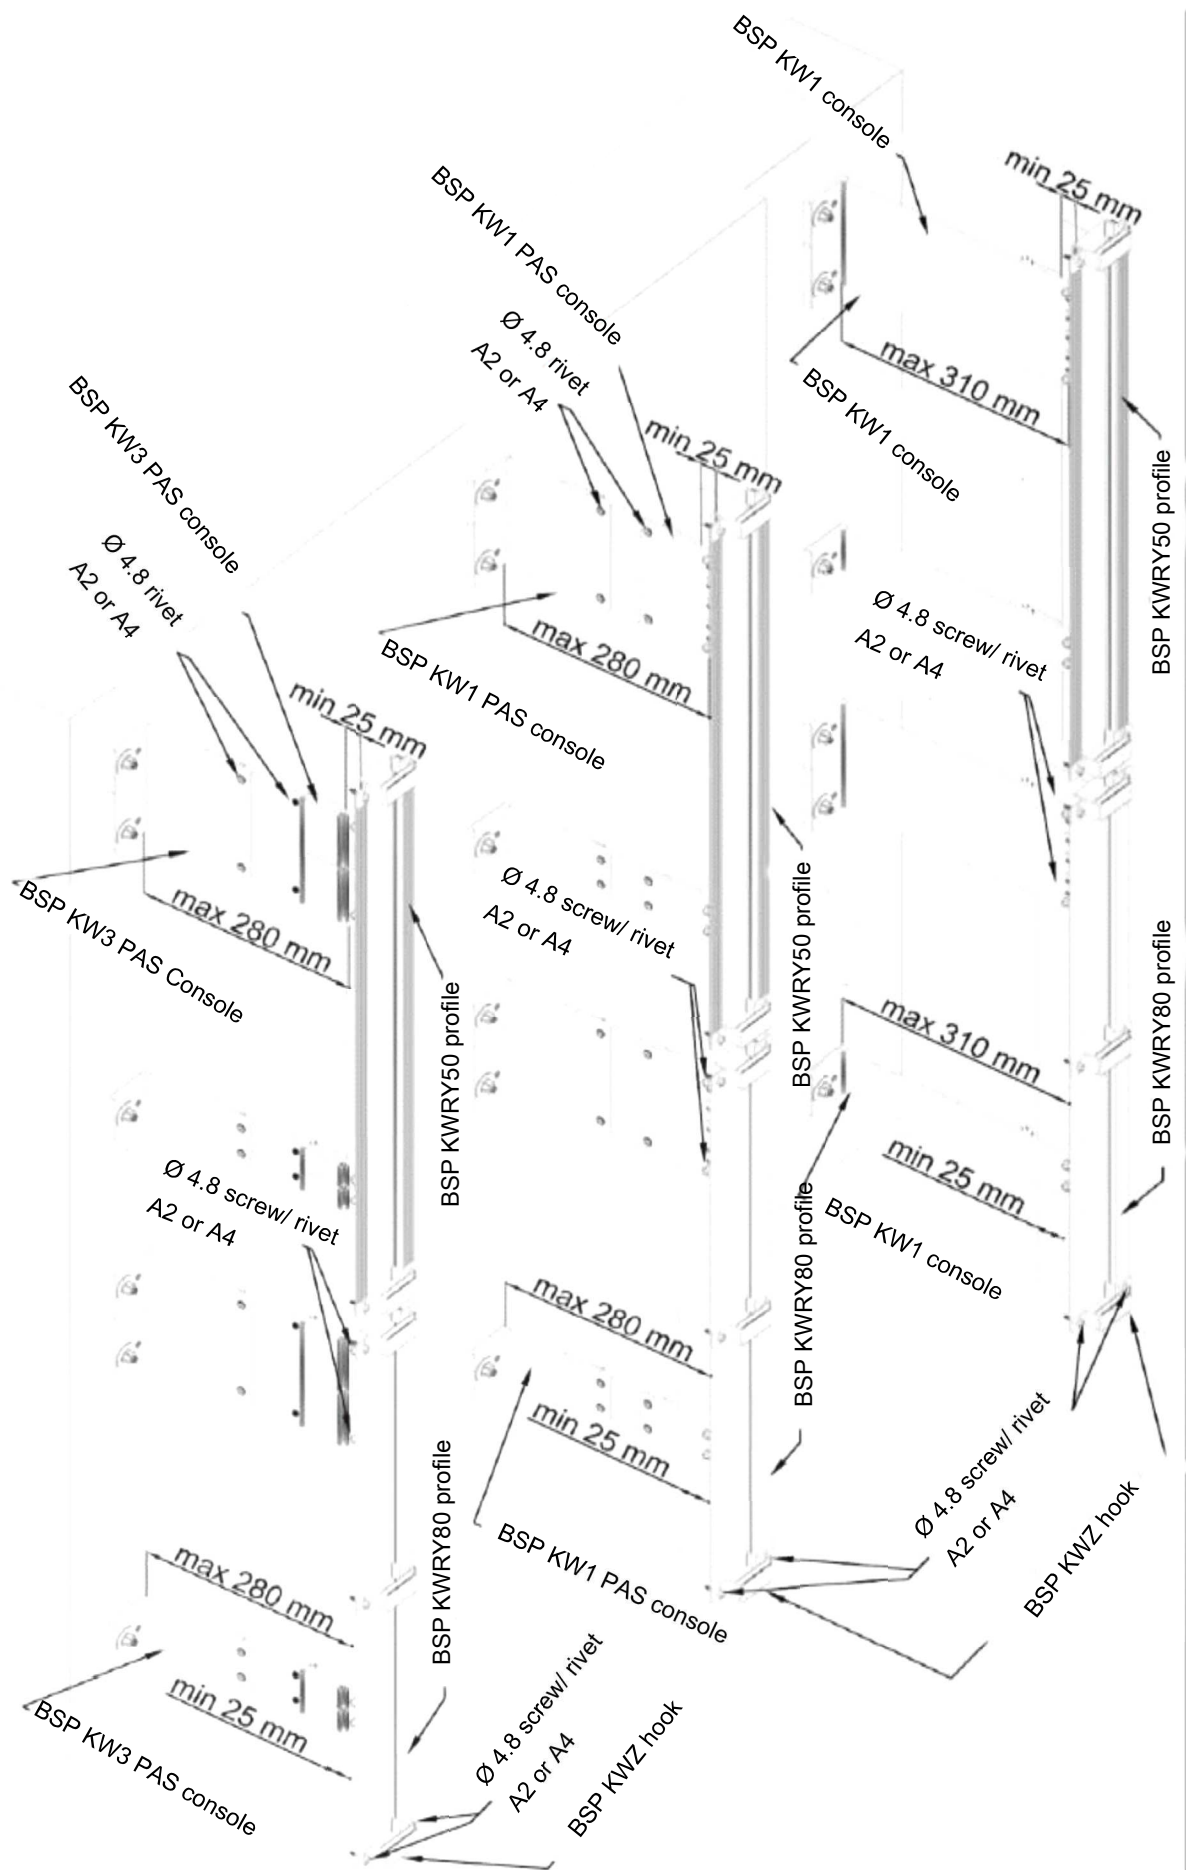 BSP KW1 console
min 25 mm
BSP KW1 PAS console
Ø 4.8 rivet
A2 or A4
max 310 mm
BSP KW1 console
BSP KWRY50 profile
BSP KW3 PAS console
Ø 4.8 rivet
A2 or A4
min 25 mm
max 280 mm
BSP KW1 PAS console
Ø 4.8 screw/ rivet
A2 or A4
min 25 mm
BSP KW3 PAS Console
max 280 mm
BSP KWRY50 profile
Ø 4.8 screw/ rivet
A2 or A4
BSP KWRY50 profile
max 310 mm
BSP KWRY80 profile
min 25 mm
BSP KW1 console
Ø 4.8 screw/ rivet
A2 or A4
BSP KWRY80 profile
max 280 mm
min 25 mm
BSP KW1 PAS console
Ø 4.8 screw/ rivet
A2 or A4
BSP KWZ hook
BSP KWRY80 profile
max 280 mm
min 25 mm
BSP KW3 PAS console
Ø 4.8 screw/ rivet
A2 or A4
BSP KWZ hook